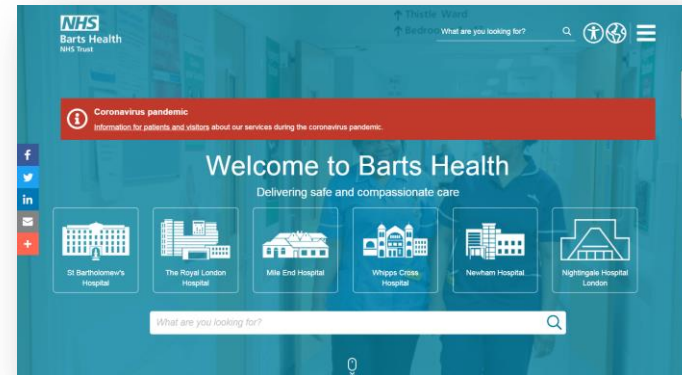 NHS
Barts Health
NHS Trust
↑ Thistle Ward
What are you looking for?
Coronavirus pandemic
Information for patients and visitors about our services during the coronavirus pandemic.
Welcome to Barts Health
Delivering safe and compassionate care
St Bartholomew's
Hospital
The Royal London
Hospital
Mile End Hospital
Whipps Cross
Hospital
Newham Hospital
Nightingale Hospital
London
What are you looking for?